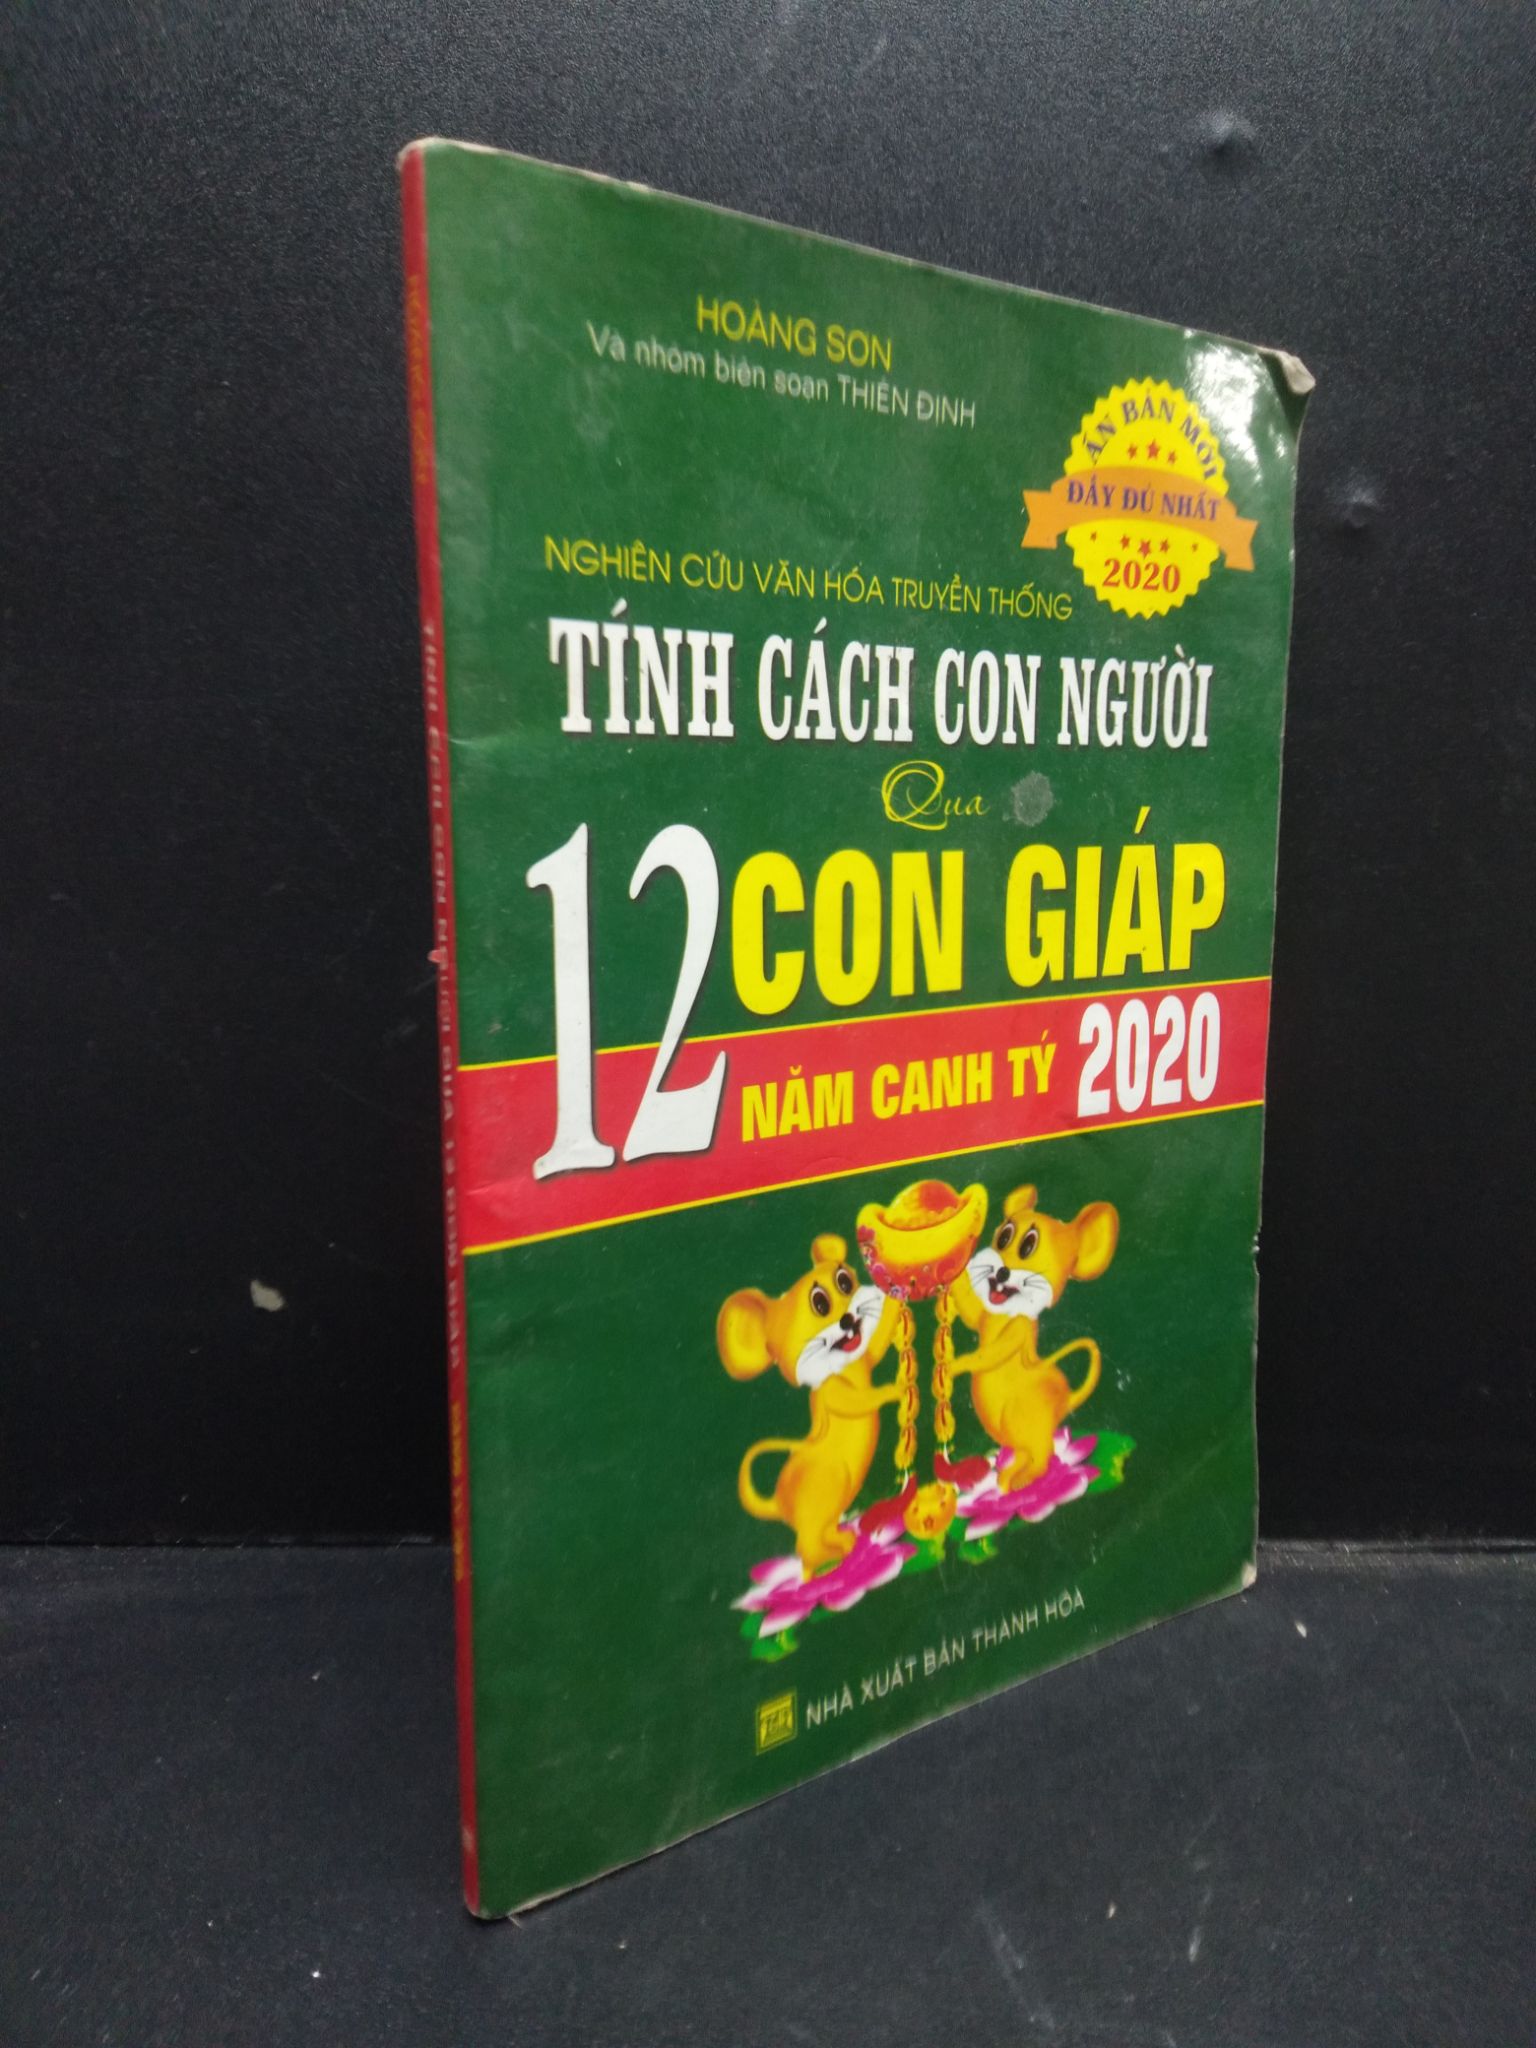 HOÀNG SƠN
Và nhóm biên soạn THIÊN ĐỊNH
ẤN BẢN MỚI
ĐẦY ĐỦ NHẤT
2020
NGHIÊN CỨU VĂN HÓA TRUYỀN THỐNG
TÍNH CÁCH CON NGƯỜI
Qua
12 CON GIÁP
NĂM CANH TÝ 2020
NHÀ XUẤT BẢN THANH HÓA